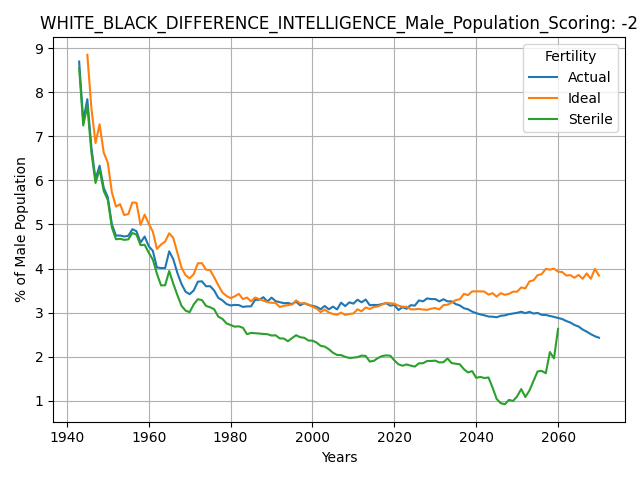 WHITE_BLACK_DIFFERENCE_INTELLIGENCE_Male_Population_Scoring: -2
Fertility
Actual
Ideal
Sterile
% of Male Population
9
8
7
6
5
4
3
2
1
1940 1960 1980 2000 2020 2040 2060
Years